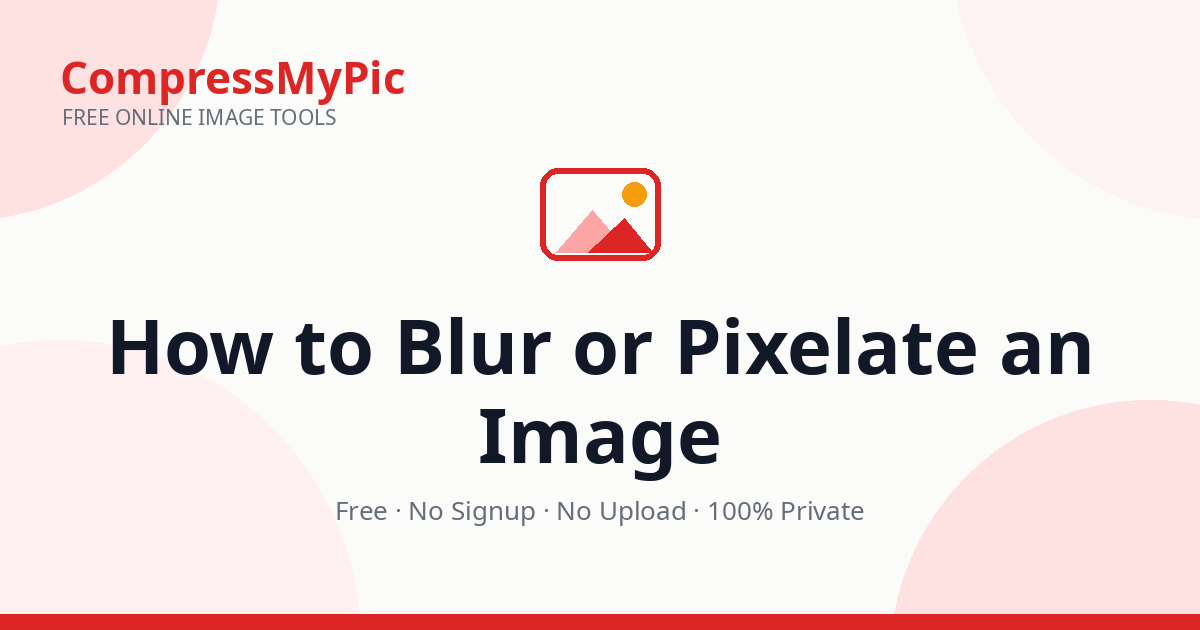 CompressMyPic
FREE ONLINE IMAGE TOOLS
How to Blur or Pixelate an
Image
Free · No Signup · No Upload · 100% Private